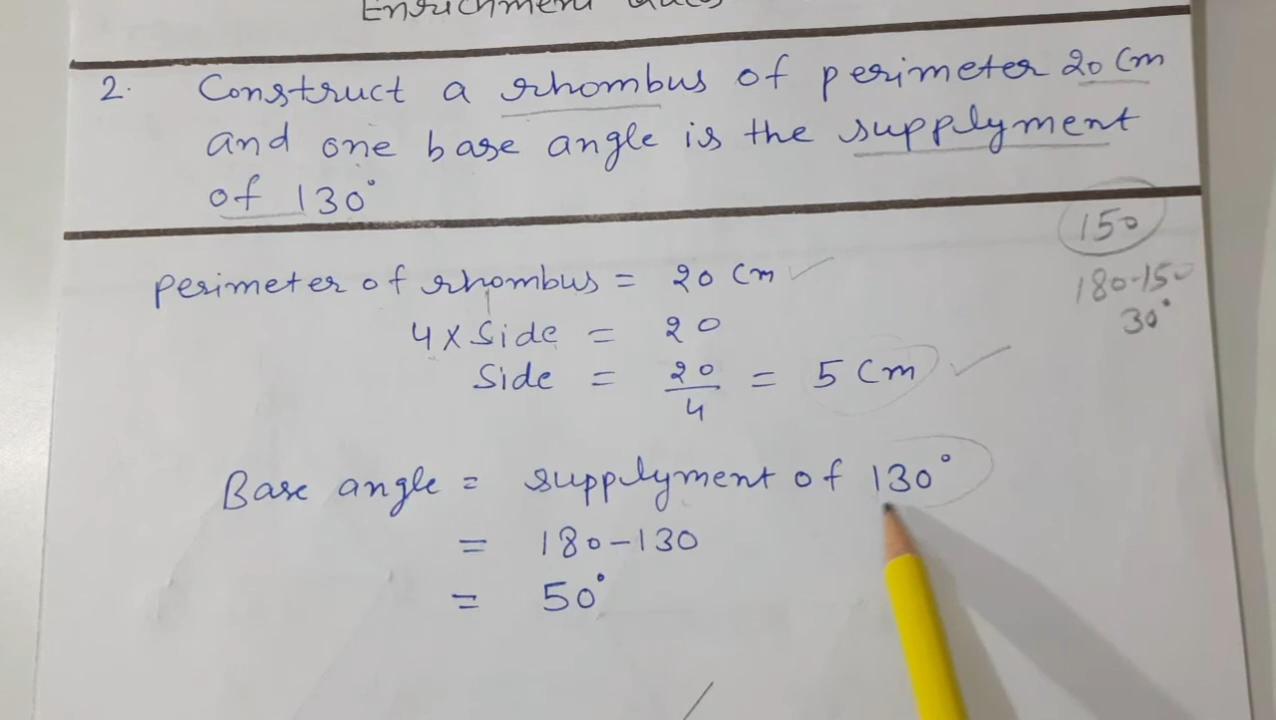 2. Construct a rhombus of perimeter 20 cm
and one base angle is the supplyment
of 130°
150
180-150
30°
perimeter of rhombus = 20 cm
4 x side = 20
Side = 20/4 = 5 cm
Base angle = supplyment of 130°
= 180-130
= 50°